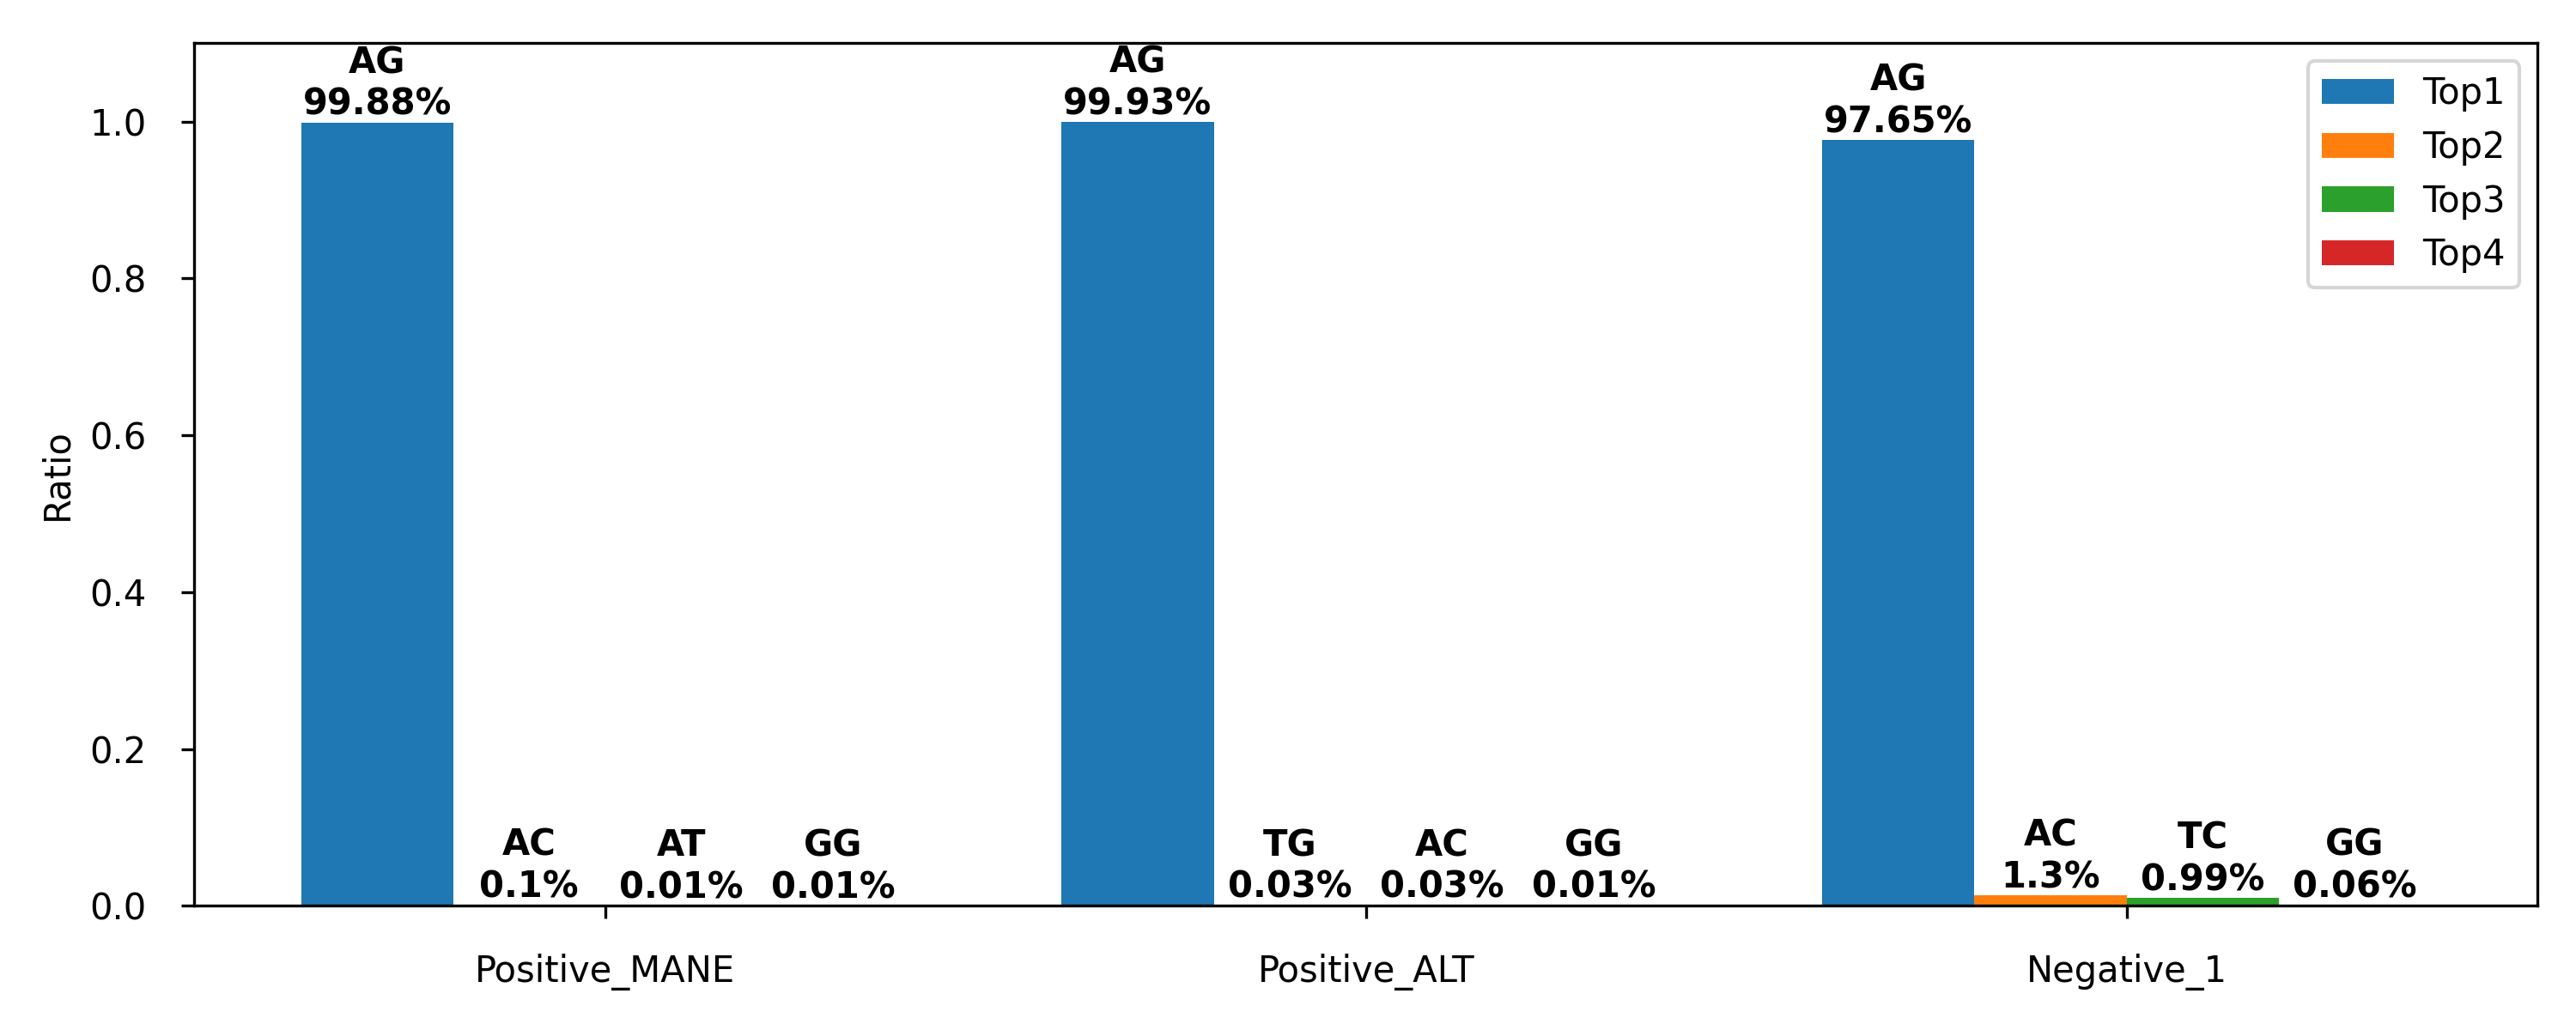 AG
99.88%
AC
0.1%
AT
0.01%
GG
0.01%
AG
99.93%
TG
0.03%
AC
0.03%
GG
0.01%
AG
97.65%
AC
1.3%
TC
0.99%
GG
0.06%
Top1
Top2
Top3
Top4
Ratio
1.0
0.8
0.6
0.4
0.2
0.0
Positive_MANE
Positive_ALT
Negative_1